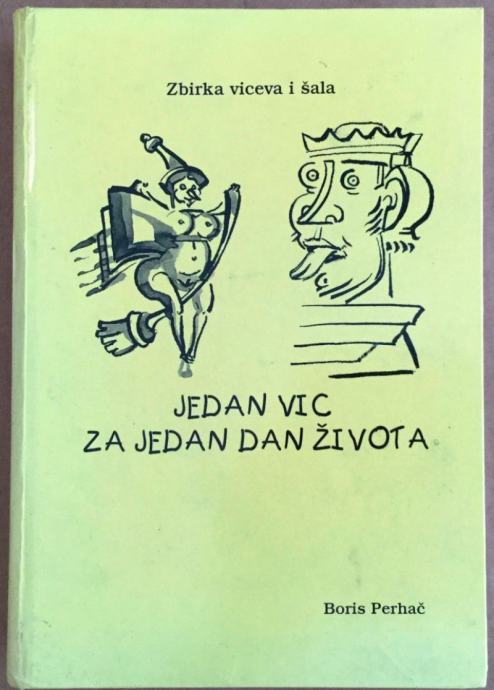 Zbirka viceva i šala
JEDAN VIC
ZA JEDAN DAN ŽIVOTA
Boris Perhač